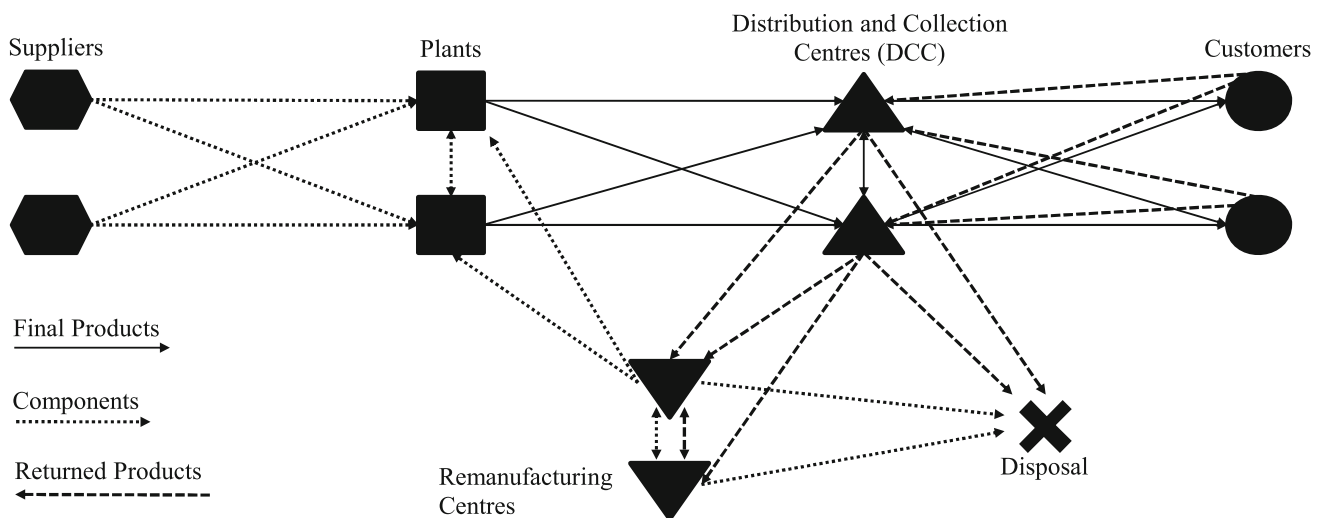 Suppliers
Plants
Distribution and Collection
Centres (DCC)
Customers
Final Products
Components
Returned Products
Remanufacturing
Centres
Disposal